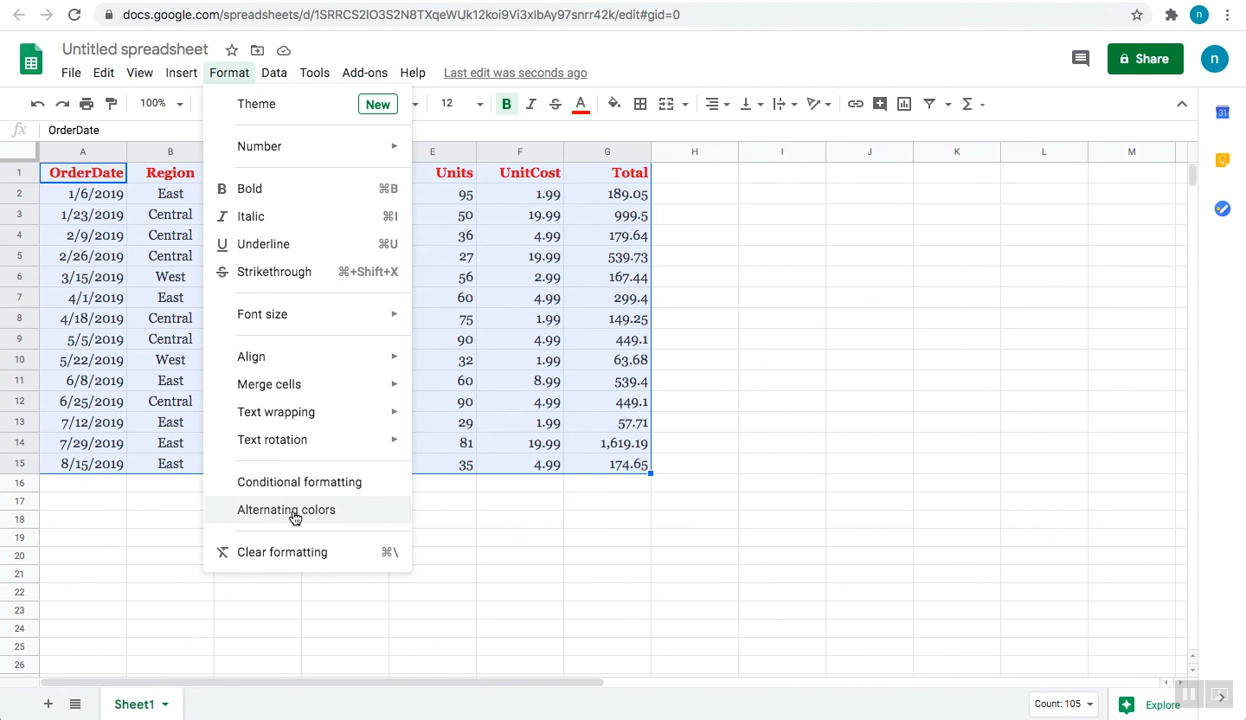 docs.google.com/spreadsheets/d/1SRRCS2IO3S2N8TXqeWUk12koi9Vi3xIbAy97snrr42k/edit#gid=0
n
Untitled spreadsheet
File Edit View Insert Format Data Tools Add-ons Help Last edit was seconds ago
Share
n
100% 12 B I S A
31
fx OrderDate
Theme New
Number
B Bold ⌘B
I Italic ⌘I
U Underline ⌘U
S Strikethrough ⌘+Shift+X
Font size
Align
Merge cells
Text wrapping
Text rotation
Conditional formatting
Alternating colors
Clear formatting ⌘\
A B E F G H I J K L M
1 OrderDate Region Units UnitCost Total
2 1/6/2019 East 95 1.99 189.05
3 1/23/2019 Central 50 19.99 999.5
4 2/9/2019 Central 36 4.99 179.64
5 2/26/2019 Central 27 19.99 539.73
6 3/15/2019 West 56 2.99 167.44
7 4/1/2019 East 60 4.99 299.4
8 4/18/2019 Central 75 1.99 149.25
9 5/5/2019 Central 90 4.99 449.1
10 5/22/2019 West 32 1.99 63.68
11 6/8/2019 East 60 8.99 539.4
12 6/25/2019 Central 90 4.99 449.1
13 7/12/2019 East 29 1.99 57.71
14 7/29/2019 East 81 19.99 1,619.19
15 8/15/2019 East 35 4.99 174.65
16
17
18
19
20
21
22
23
24
25
26
Sheet1
Count: 105
Explore